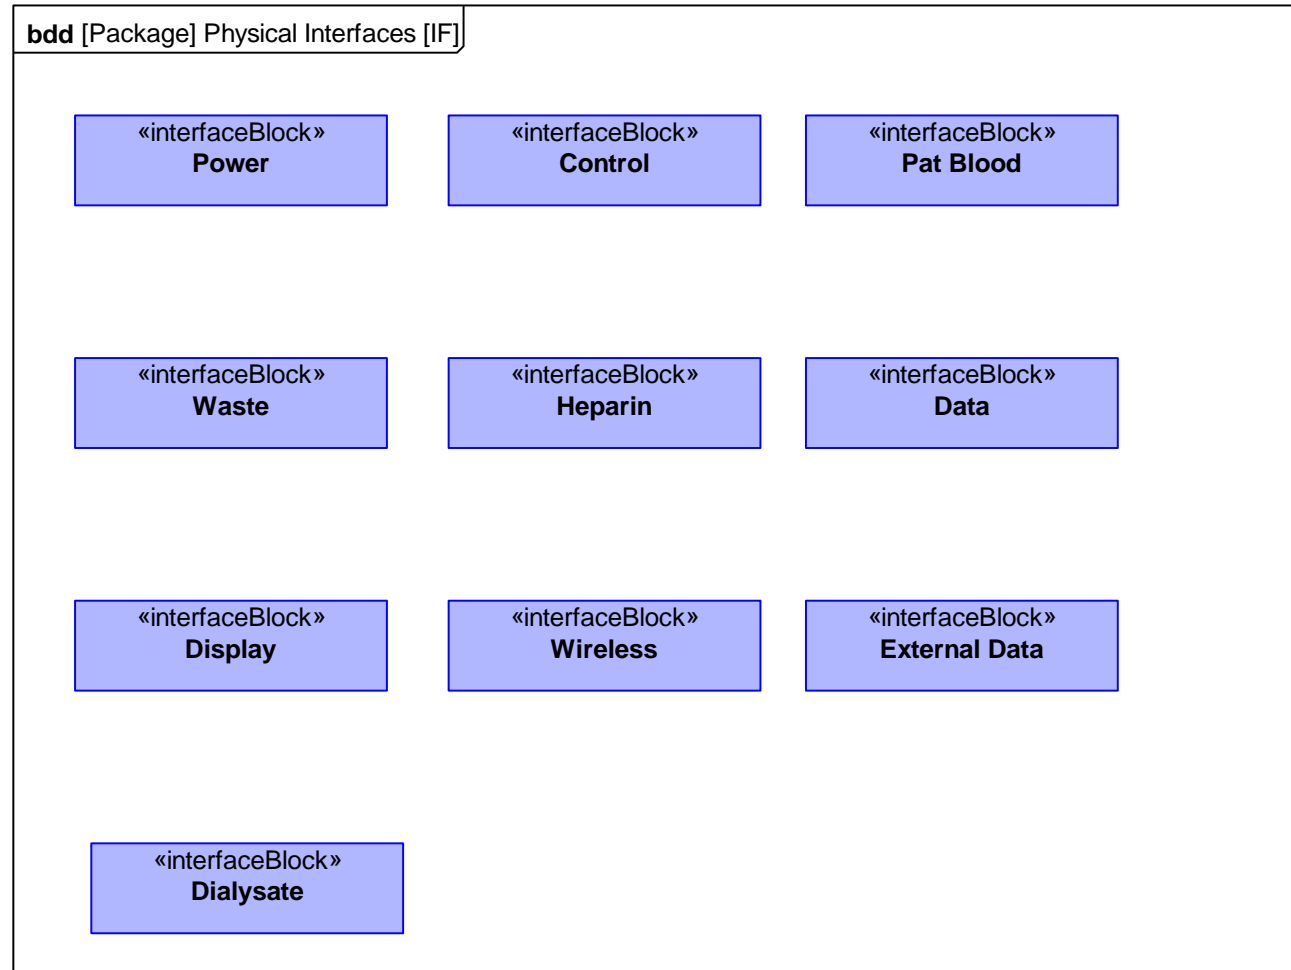 bdd [Package] Physical Interfaces [IF]
«interfaceBlock»
Power
«interfaceBlock»
Control
«interfaceBlock»
Pat Blood
«interfaceBlock»
Waste
«interfaceBlock»
Heparin
«interfaceBlock»
Data
«interfaceBlock»
Display
«interfaceBlock»
Wireless
«interfaceBlock»
External Data
«interfaceBlock»
Dialysate